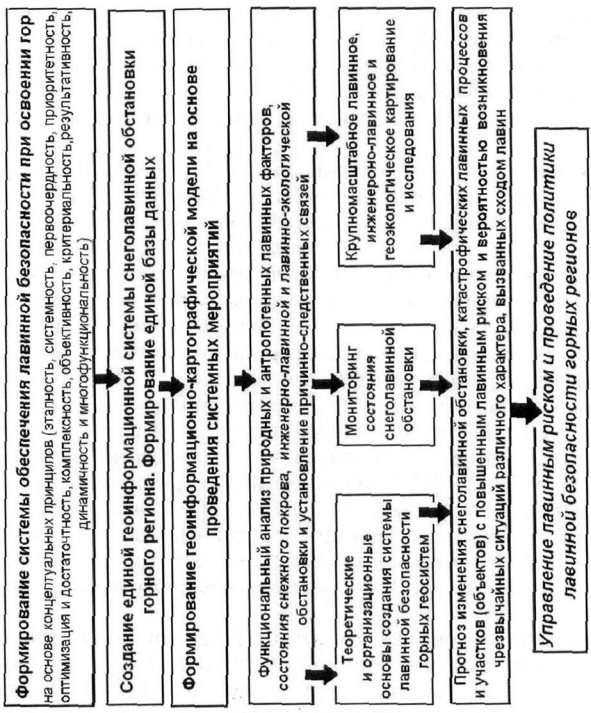 Формирование системы обеспечения лавинной безопасности при освоении гор
на основе концептуальных принципов (этапность, системность, первоочердность, приоритетность,
оптимизация и достаточтность, комплексность, объективность, критериальность,результативность,
динамичность и многофункциональность)
Создание единой геоинформационной системы снеголавинной обстановки
горного региона. Формирование единой базы данных
Формирование геоинформационно-картографической модели на основе
проведения системных мероприятий
Функциональный анализ природных и антропогенных лавинных факторов,
состояния снежного покрова, инженерно-лавинной и лавинно-экологической
обстановки и установление причинно-следственных связей
Теоретические
и организационные
основы создания системы
лавинной безопасности
горных геосистем
Мониторинг
состояния
снеголавинной
обстановки
Крупномасштабное лавинное,
инженероно-лавинное и
геоэкологическое картирование
и исследования
Прогноз изменения снеголавинной обстановки, катастрофических лавинных процессов
и участков (объектов) с повышенным лавинным риском и вероятностью возникновения
чрезвычайных ситуаций различного характера, вызванных сходом лавин
Управление лавинным риском и проведение политики
лавинной безопасности горных регионов